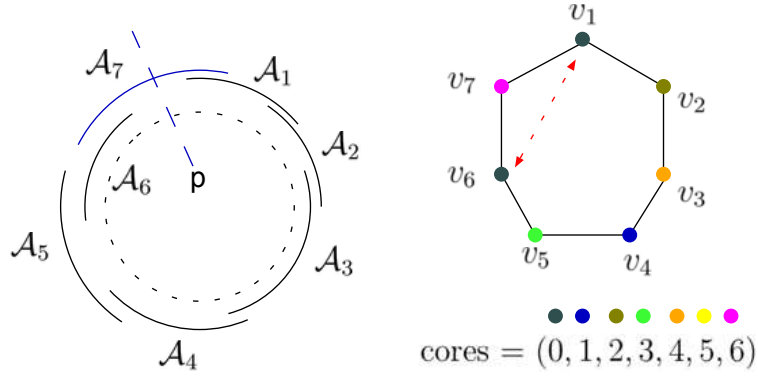 𝒜₇
𝒜₁
𝒜₂
𝒜₆
p
𝒜₅
𝒜₃
𝒜₄
v₁
v₇
v₂
v₆
v₃
v₅
v₄
cores = (0, 1, 2, 3, 4, 5, 6)